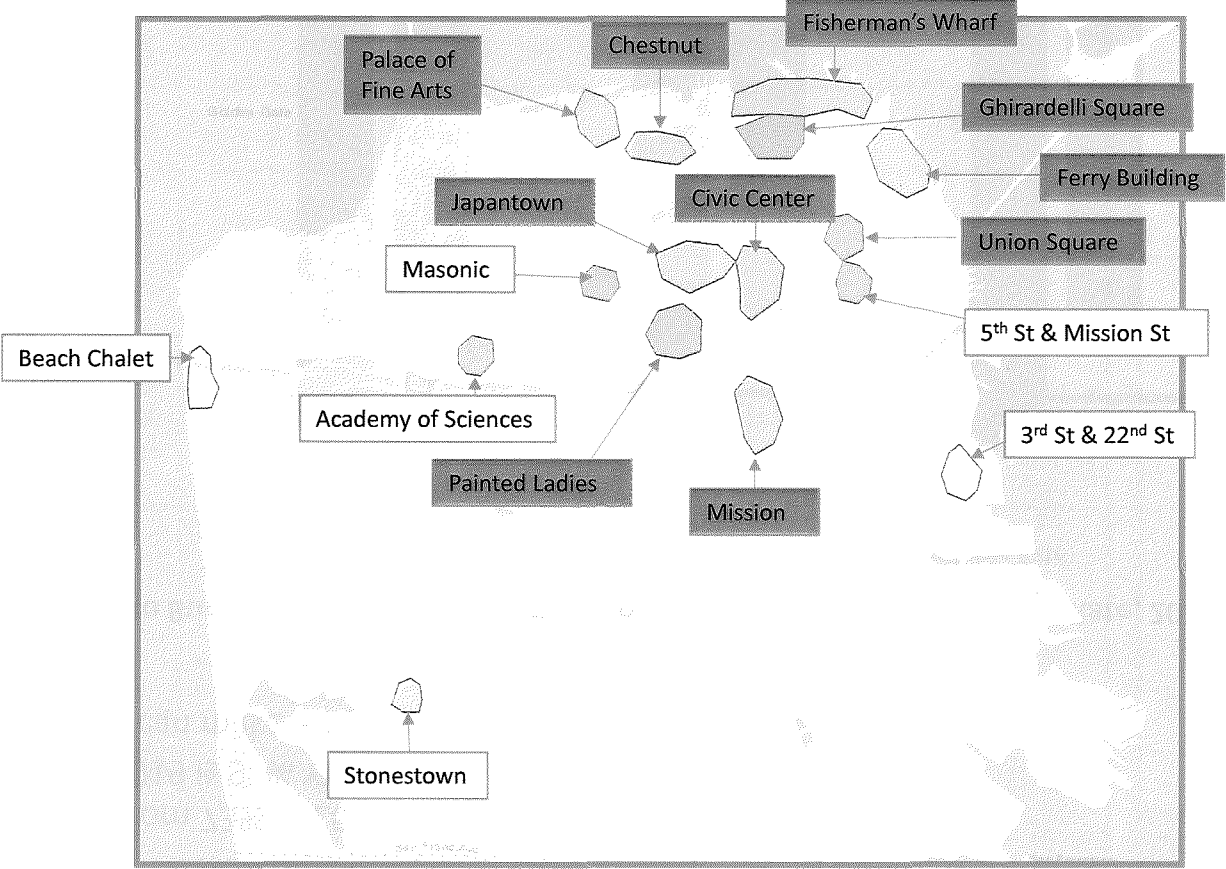 Fisherman's Wharf
Chestnut
Palace of
Fine Arts
Ghirardelli Square
Ferry Building
Japantown
Civic Center
Union Square
Masonic
5th St & Mission St
Beach Chalet
Academy of Sciences
3rd St & 22nd St
Painted Ladies
Mission
Stonestown